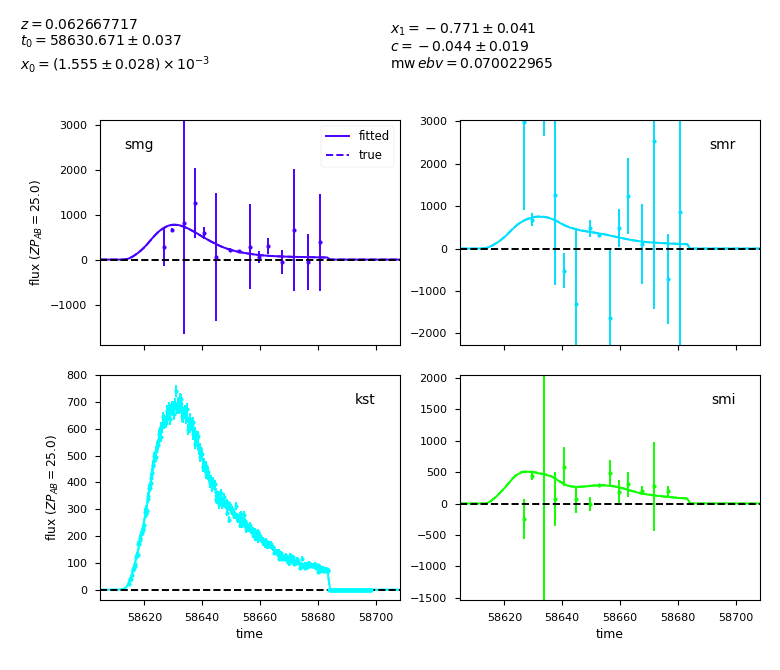 z = 0.062667717
t₀ = 58630.671 ± 0.037
x₀ = (1.555 ± 0.028) × 10⁻³
x₁ = −0.771 ± 0.041
c = −0.044 ± 0.019
mw ebv = 0.070022965
smg
fitted
true
flux (ZP_AB = 25.0)
3000
2000
1000
0
−1000
smr
3000
2000
1000
0
−1000
−2000
kst
flux (ZP_AB = 25.0)
800
700
600
500
400
300
200
100
0
58620 58640 58660 58680 58700
time
smi
2000
1500
1000
500
0
−500
−1000
−1500
58620 58640 58660 58680 58700
time